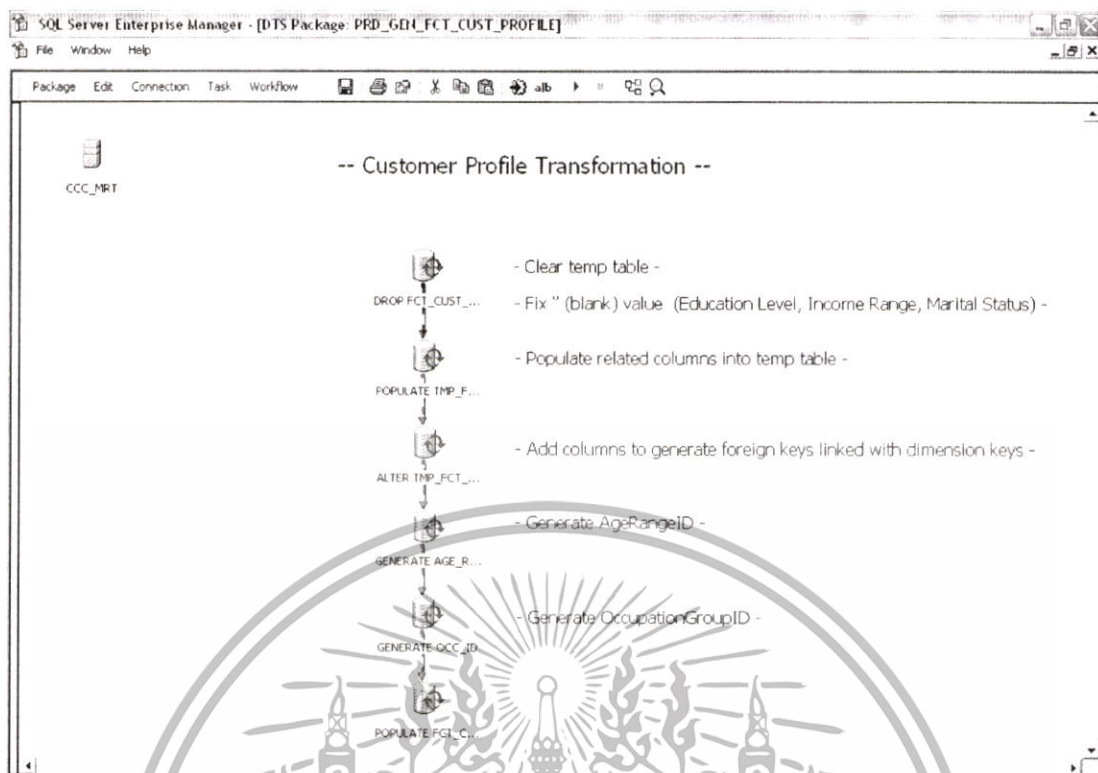 SQL Server Enterprise Manager - [DTS Package: PRD_GEN_FCT_CUST_PROFILE]
File Window Help
Package Edit Connection Task Workflow alb
CCC_MRT
-- Customer Profile Transformation --
- Clear temp table -
DROP FCT_CUST_...
- Fix '' (blank) value (Education Level, Income Range, Marital Status) -
- Populate related columns into temp table -
POPULATE TMP_F...
- Add columns to generate foreign keys linked with dimension keys -
ALTER TMP_FCT_...
- Generate AgeRangeID -
GENERATE AGE_R...
- Generate OccupationGroupID -
GENERATE OCC_ID
POPULATE FCT_C...